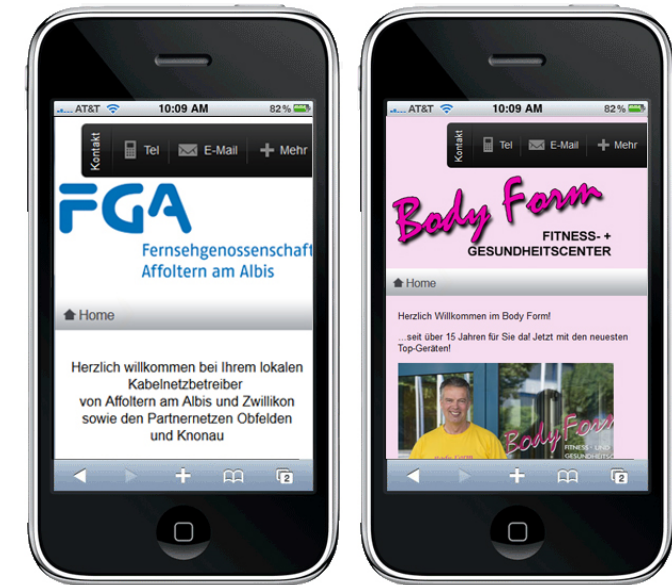 AT&T 10:09 AM 82%
Kontakt Tel E-Mail Mehr
FGA
Fernsehgenossenschaft
Affoltern am Albis
Home
Herzlich willkommen bei Ihrem lokalen
Kabelnetzbetreiber
von Affoltern am Albis und Zwillikon
sowie den Partnernetzen Obfelden
und Knonau
2
AT&T 10:09 AM 82%
Kontakt Tel E-Mail Mehr
Body Form
FITNESS- +
GESUNDHEITSCENTER
Home
Herzlich Willkommen im Body Form!
...seit über 15 Jahren für Sie da! Jetzt mit den neuesten
Top-Geräten!
Body Form
FITNESS- UND
2